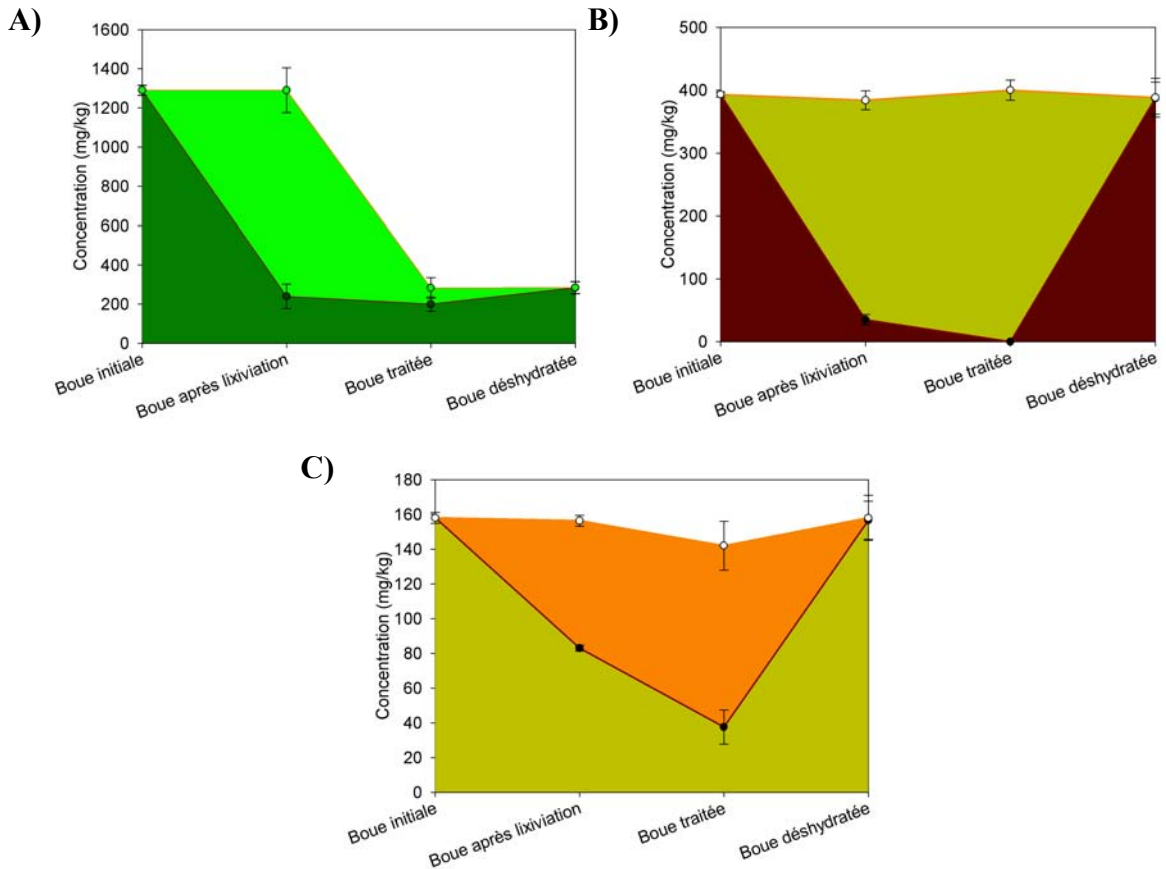 A)
Concentration (mg/kg)
1600
1400
1200
1000
800
600
400
200
0
Boue initiale
Boue après lixiviation
Boue traitée
Boue déshydratée
B)
Concentration (mg/kg)
500
400
300
200
100
0
Boue initiale
Boue après lixiviation
Boue traitée
Boue déshydratée
C)
Concentration (mg/kg)
180
160
140
120
100
80
60
40
20
0
Boue initiale
Boue après lixiviation
Boue traitée
Boue déshydratée